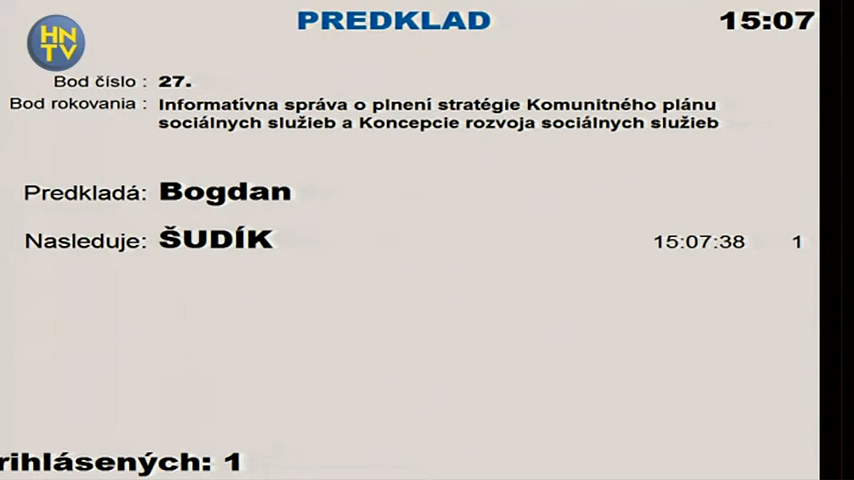 HN
TV
PREDKLAD
15:07
Bod číslo : 27.
Bod rokovania : Informatívna správa o plnení stratégie Komunitného plánu
sociálnych služieb a Koncepcie rozvoja sociálnych služieb
Predkladá: Bogdan
Nasleduje: ŠUDÍK 15:07:38 1
rihlásených: 1